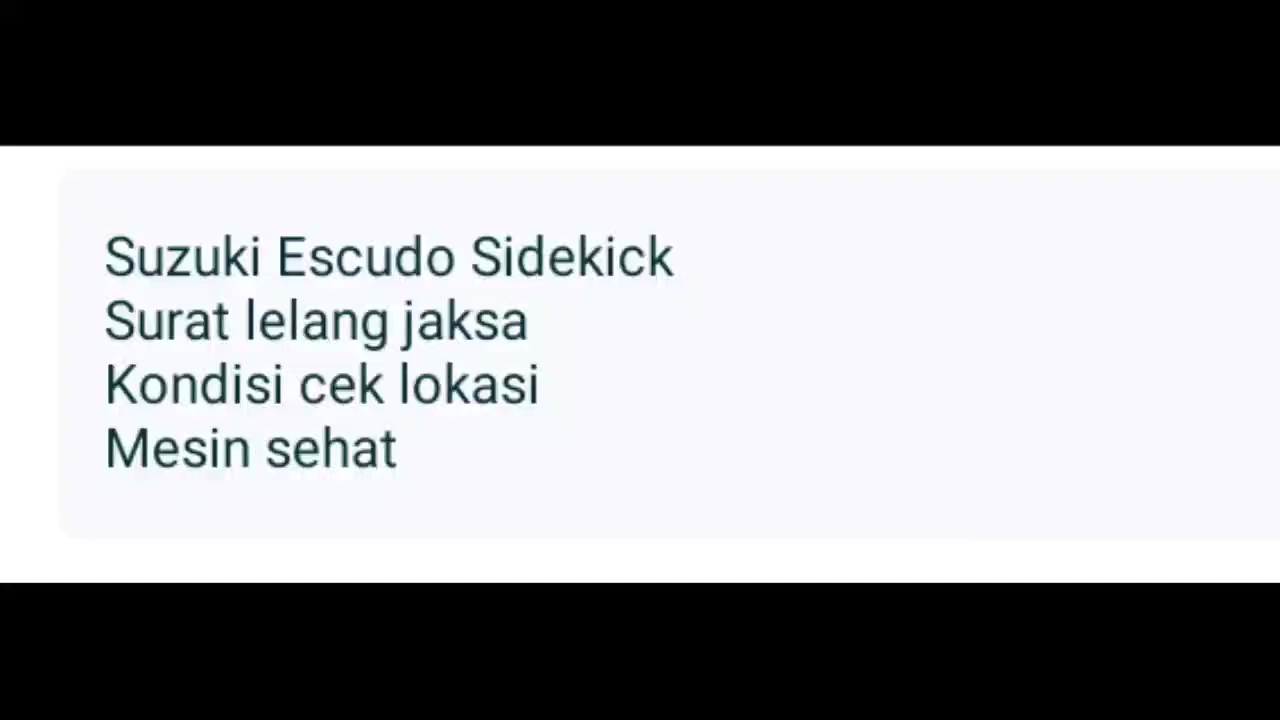 Suzuki Escudo Sidekick
Surat lelang jaksa
Kondisi cek lokasi
Mesin sehat